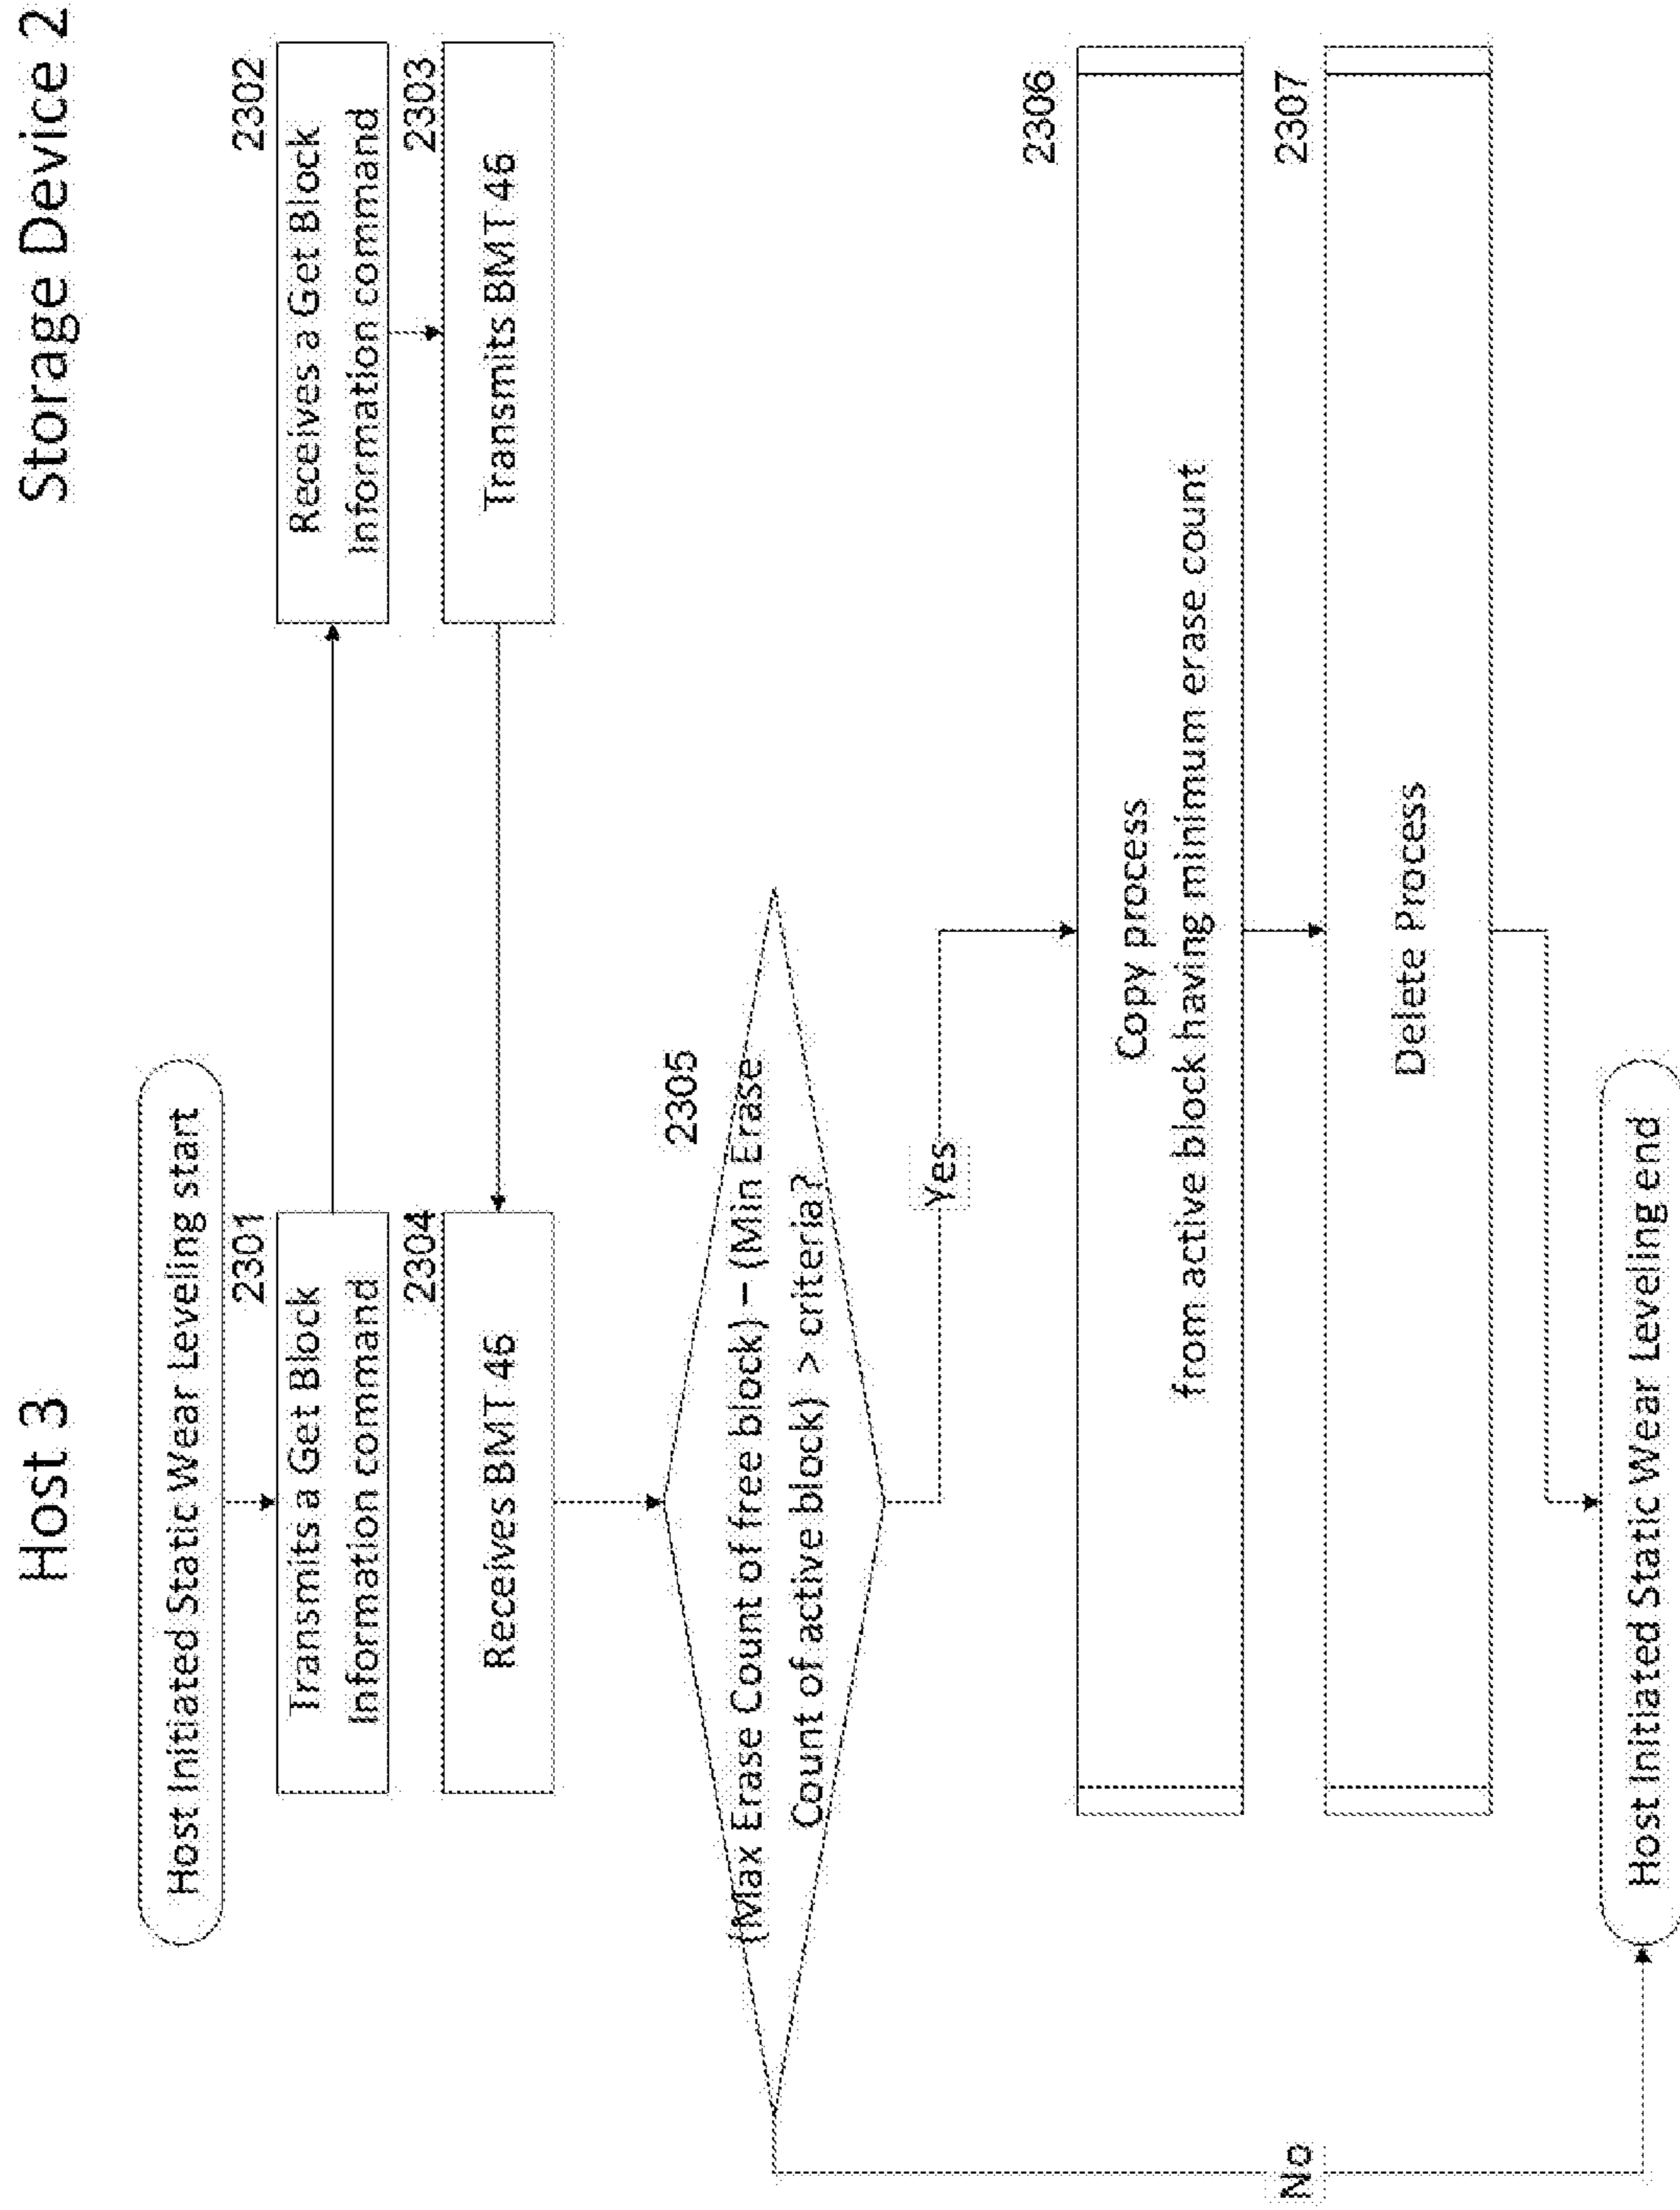 Host 3
Storage Device 2
Host Initiated Static Wear Leveling start
2301
Transmits a Get Block
Information command
2302
Receives a Get Block
Information command
2303
Transmits BMT 46
2304
Receives BMT 46
2305
(Max Erase Count of free block) – (Min Erase
Count of active block) > criteria?
Yes
2306
Copy process
from active block having minimum erase count
2307
Delete Process
No
Host Initiated Static Wear Leveling end